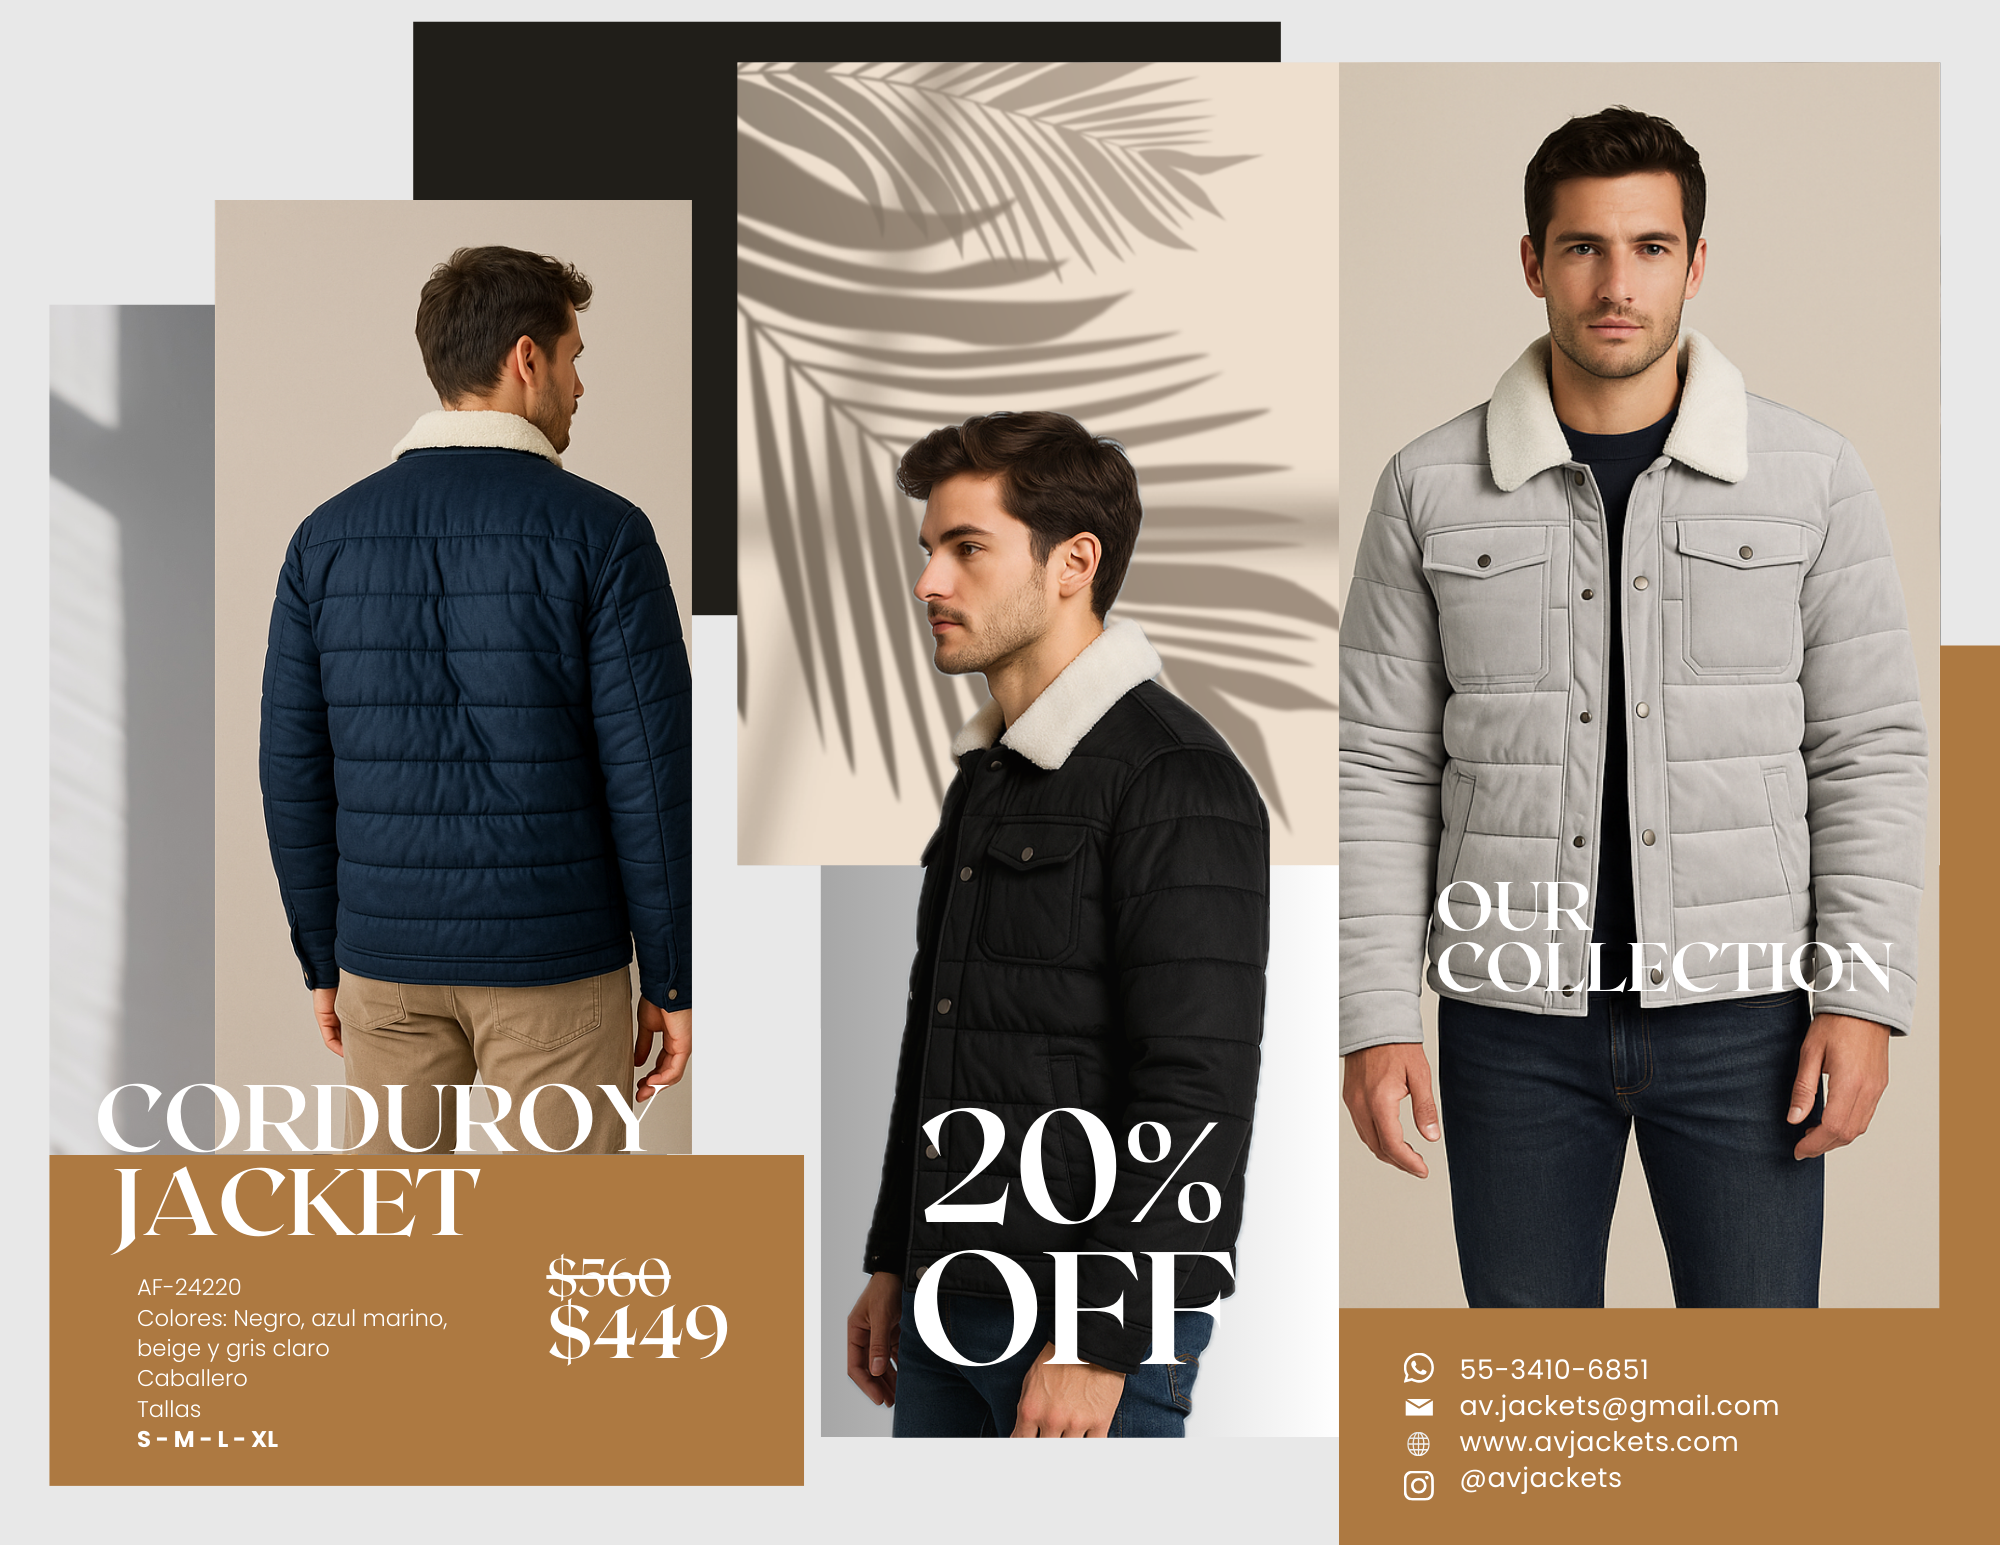 CORDUROY
JACKET
AF-24220
Colores: Negro, azul marino,
beige y gris claro
Caballero
Tallas
S - M - L - XL
$560
$449
20%
OFF
OUR
COLLECTION
55-3410-6851
av.jackets@gmail.com
www.avjackets.com
@avjackets